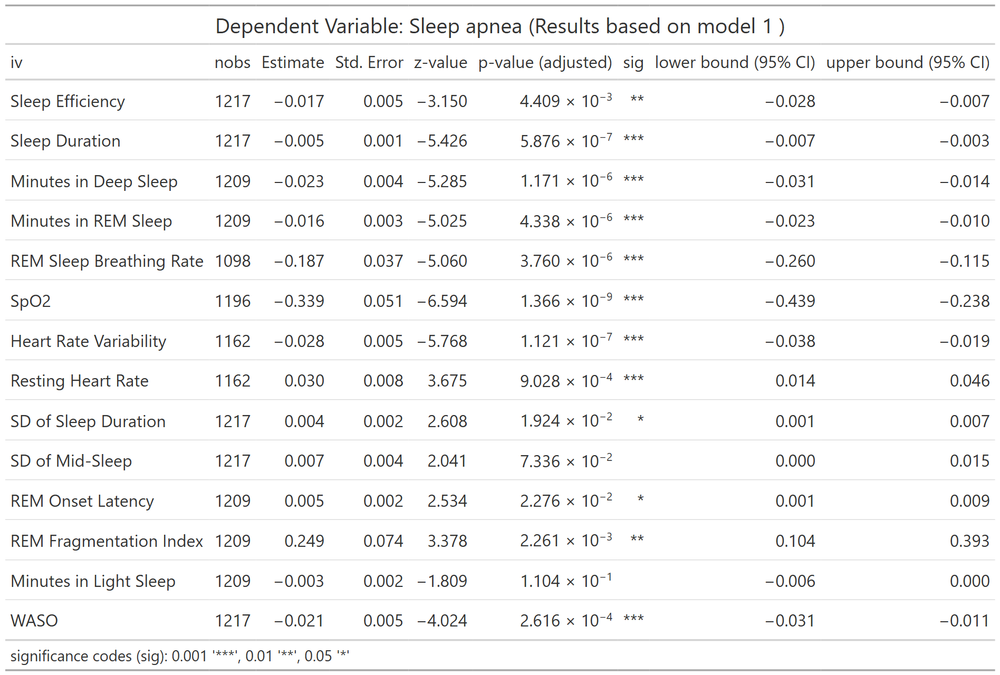 Dependent Variable: Sleep apnea (Results based on model 1 )
iv nobs Estimate Std. Error z-value p-value (adjusted) sig lower bound (95% CI) upper bound (95% CI)
Sleep Efficiency 1217 −0.017 0.005 −3.150 4.409 × 10⁻³ ** −0.028 −0.007
Sleep Duration 1217 −0.005 0.001 −5.426 5.876 × 10⁻⁷ *** −0.007 −0.003
Minutes in Deep Sleep 1209 −0.023 0.004 −5.285 1.171 × 10⁻⁶ *** −0.031 −0.014
Minutes in REM Sleep 1209 −0.016 0.003 −5.025 4.338 × 10⁻⁶ *** −0.023 −0.010
REM Sleep Breathing Rate 1098 −0.187 0.037 −5.060 3.760 × 10⁻⁶ *** −0.260 −0.115
SpO2 1196 −0.339 0.051 −6.594 1.366 × 10⁻⁹ *** −0.439 −0.238
Heart Rate Variability 1162 −0.028 0.005 −5.768 1.121 × 10⁻⁷ *** −0.038 −0.019
Resting Heart Rate 1162 0.030 0.008 3.675 9.028 × 10⁻⁴ *** 0.014 0.046
SD of Sleep Duration 1217 0.004 0.002 2.608 1.924 × 10⁻² * 0.001 0.007
SD of Mid-Sleep 1217 0.007 0.004 2.041 7.336 × 10⁻² 0.000 0.015
REM Onset Latency 1209 0.005 0.002 2.534 2.276 × 10⁻² * 0.001 0.009
REM Fragmentation Index 1209 0.249 0.074 3.378 2.261 × 10⁻³ ** 0.104 0.393
Minutes in Light Sleep 1209 −0.003 0.002 −1.809 1.104 × 10⁻¹ −0.006 0.000
WASO 1217 −0.021 0.005 −4.024 2.616 × 10⁻⁴ *** −0.031 −0.011
significance codes (sig): 0.001 '***', 0.01 '**', 0.05 '*'